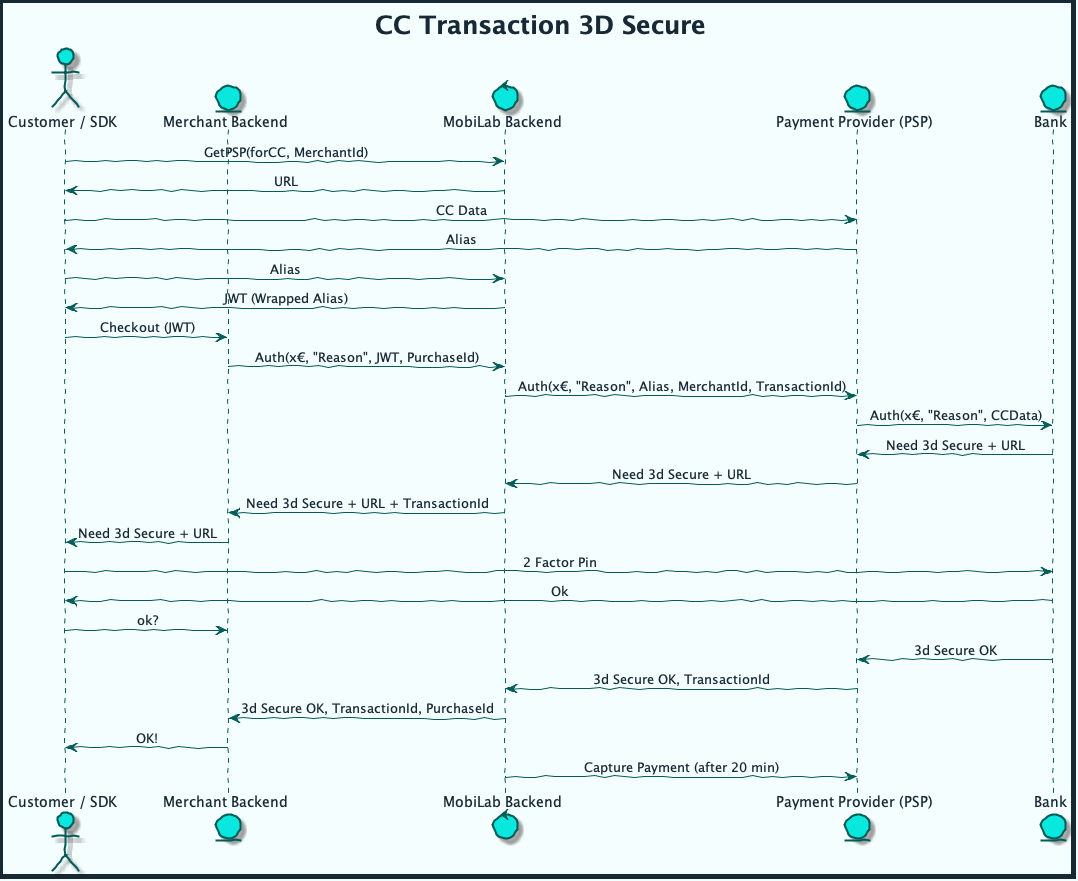 CC Transaction 3D Secure
Customer / SDK
Merchant Backend
MobiLab Backend
Payment Provider (PSP)
Bank
GetPSP(forCC, MerchantId)
URL
CC Data
Alias
Alias
JWT (Wrapped Alias)
Checkout (JWT)
Auth(x€, "Reason", JWT, PurchaseId)
Auth(x€, "Reason", Alias, MerchantId, TransactionId)
Auth(x€, "Reason", CCData)
Need 3d Secure + URL
Need 3d Secure + URL
Need 3d Secure + URL + TransactionId
Need 3d Secure + URL
2 Factor Pin
Ok
ok?
3d Secure OK
3d Secure OK, TransactionId
3d Secure OK, TransactionId, PurchaseId
OK!
Capture Payment (after 20 min)
Customer / SDK
Merchant Backend
MobiLab Backend
Payment Provider (PSP)
Bank